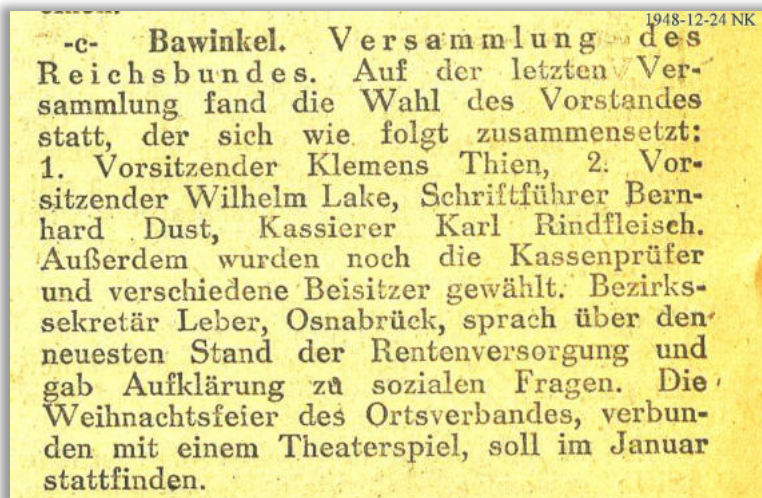 1948-12-24 NK
-c- Bawinkel. Versammlung des
Reichsbundes. Auf der letzten Ver-
sammlung fand die Wahl des Vorstandes
statt, der sich wie folgt zusammensetzt:
1. Vorsitzender Klemens Thien, 2. Vor-
sitzender Wilhelm Lake, Schriftführer Bern-
hard Dust, Kassierer Karl Rindfleisch.
Außerdem wurden noch die Kassenprüfer
und verschiedene Beisitzer gewählt. Bezirks-
sekretär Leber, Osnabrück, sprach über den
neuesten Stand der Rentenversorgung und
gab Aufklärung zu sozialen Fragen. Die
Weihnachtsfeier des Ortsverbandes, verbun-
den mit einem Theaterspiel, soll im Januar
stattfinden.